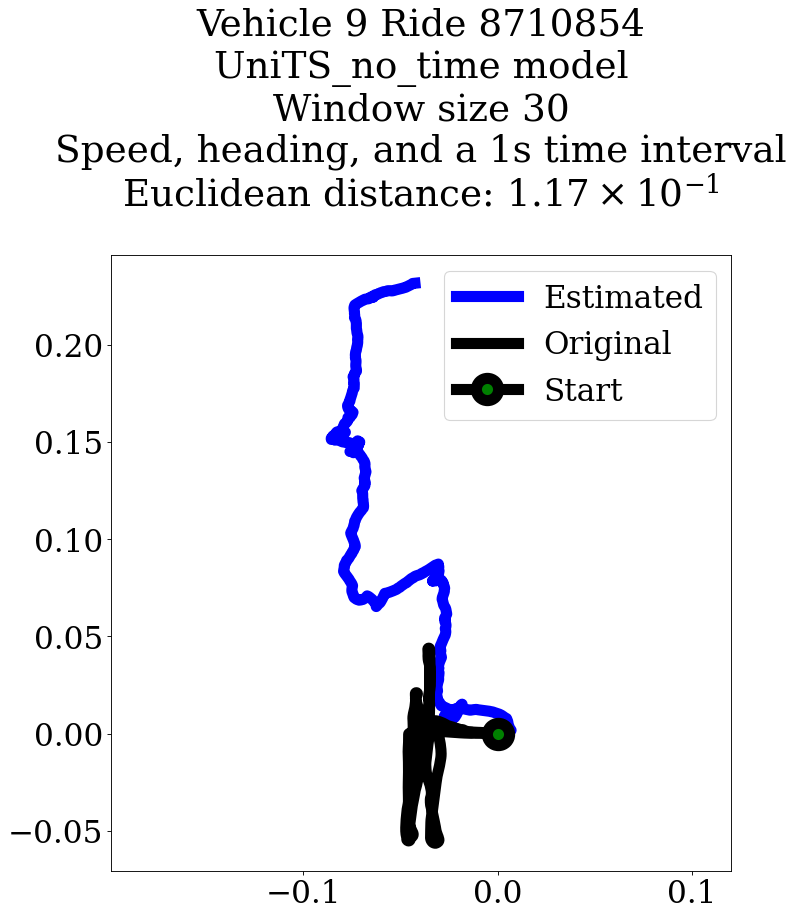 Vehicle 9 Ride 8710854
UniTS_no_time model
Window size 30
Speed, heading, and a 1s time interval
Euclidean distance: 1.17 × 10⁻¹
Estimated
Original
Start
0.20
0.15
0.10
0.05
0.00
−0.05
−0.1
0.0
0.1